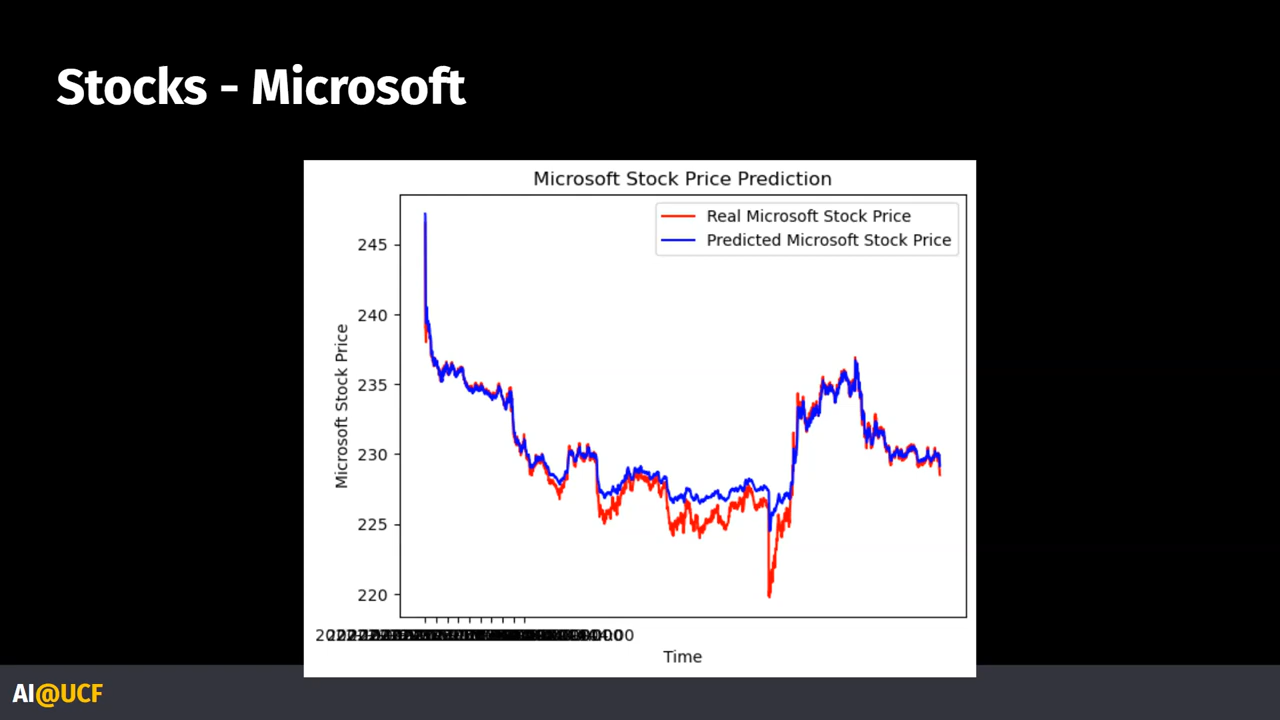 Stocks - Microsoft
Microsoft Stock Price Prediction
Real Microsoft Stock Price
Predicted Microsoft Stock Price
245
240
235
230
225
220
Microsoft Stock Price
Time
AI@UCF